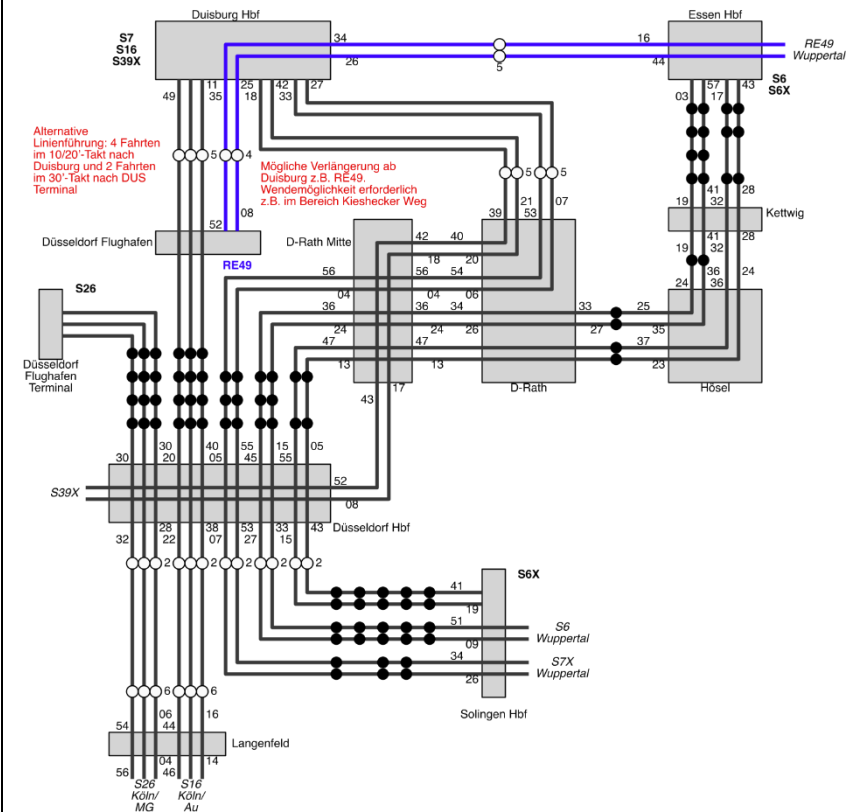 Duisburg Hbf
Essen Hbf
S7
S16
S39X
34
26
5
16
44
RE49
Wuppertal
S6
S6X
49
11
35
25
18
42
33
27
03
57
17
43
Alternative
Linienführung: 4 Fahrten
im 10/20'-Takt nach
Duisburg und 2 Fahrten
im 30'-Takt nach DUS
Terminal
5
4
Mögliche Verlängerung ab
Duisburg z.B. RE49.
Wendemöglichkeit erforderlich
z.B. im Bereich Kieshecker Weg
5
5
41
19
32
28
Kettwig
52
08
39
21
53
07
Düsseldorf Flughafen
RE49
D-Rath Mitte
42
40
18
20
41
19
32
28
56
56
54
04
04
06
36
24
36
24
S26
36
36
34
33
25
24
24
26
27
35
47
47
37
13
13
23
Düsseldorf
Flughafen
Terminal
D-Rath
Hösel
43
17
30
30
20
40
05
55
45
15
55
05
S39X
52
08
Düsseldorf Hbf
32
28
22
38
07
53
27
33
15
43
2
2
2
2
S6X
41
19
51
09
S6
Wuppertal
34
26
S7X
Wuppertal
Solingen Hbf
6
6
54
06
44
16
Langenfeld
56
04
46
14
S26
Köln/
MG
S16
Köln/
Au